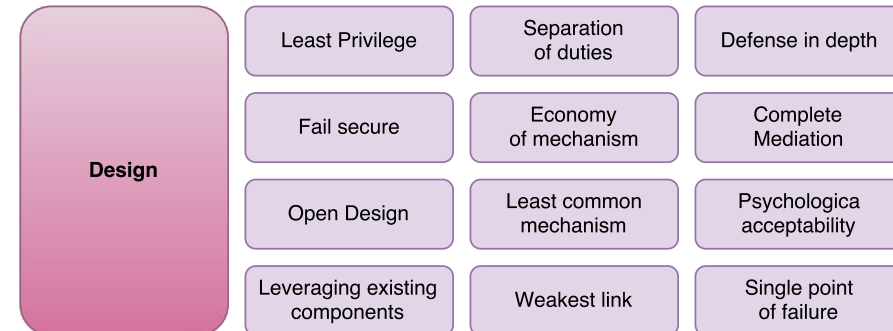 Design
Least Privilege
Separation
of duties
Defense in depth
Fail secure
Economy
of mechanism
Complete
Mediation
Open Design
Least common
mechanism
Psychologica
acceptability
Leveraging existing
components
Weakest link
Single point
of failure